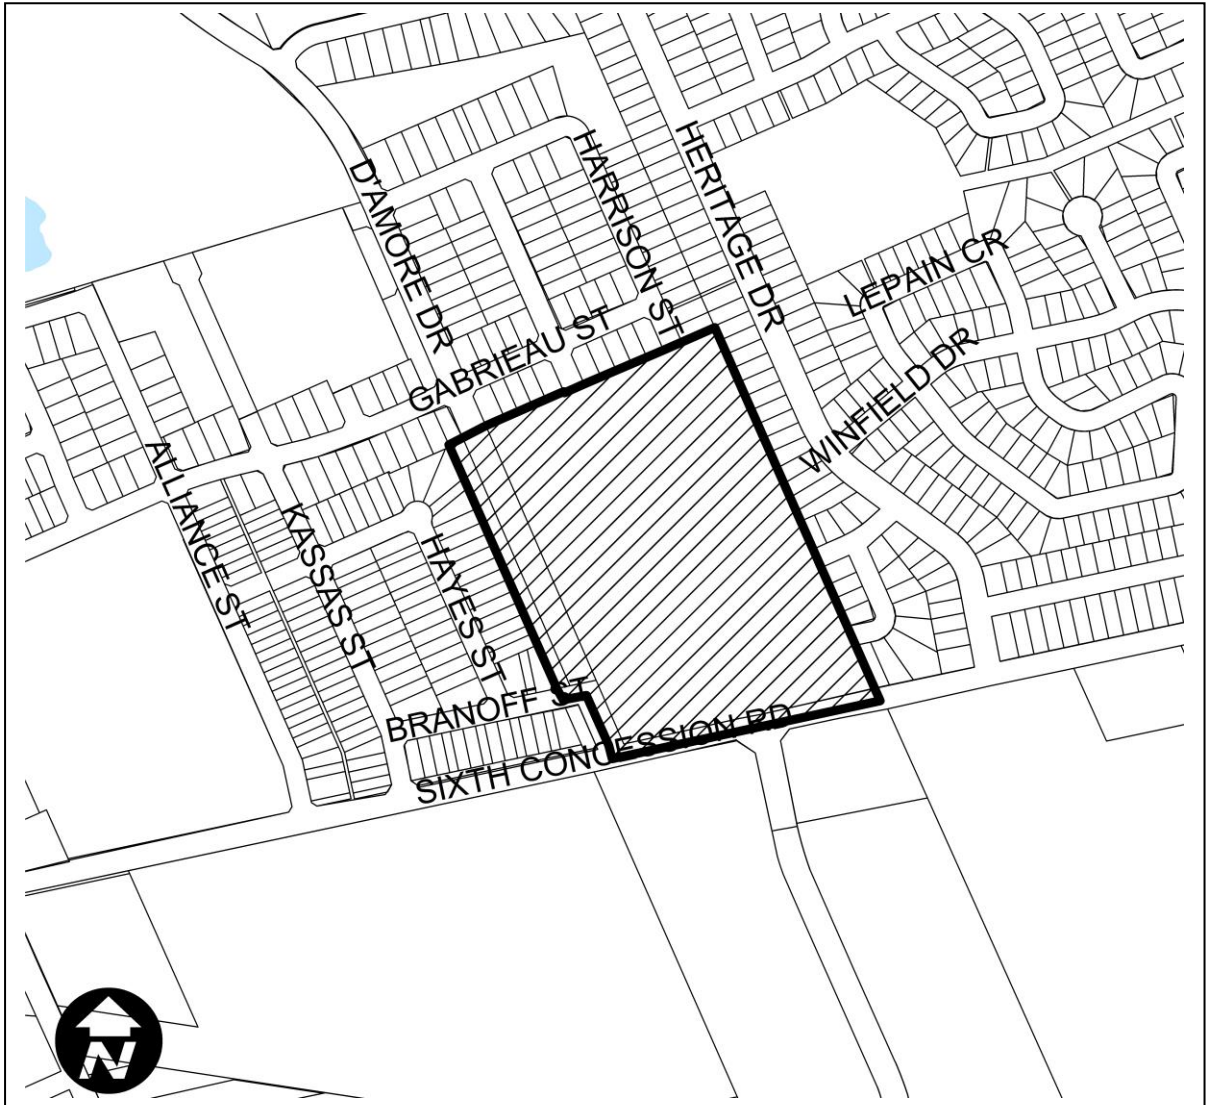 HARRISON ST
HERITAGE DR
D'AMORE DR
LEPAIN CR
GABRIEAU ST
WINFIELD DR
ALLIANCE ST
KASSAS ST
HAYES ST
BRANOFF ST
SIXTH CONCESSION RD
N